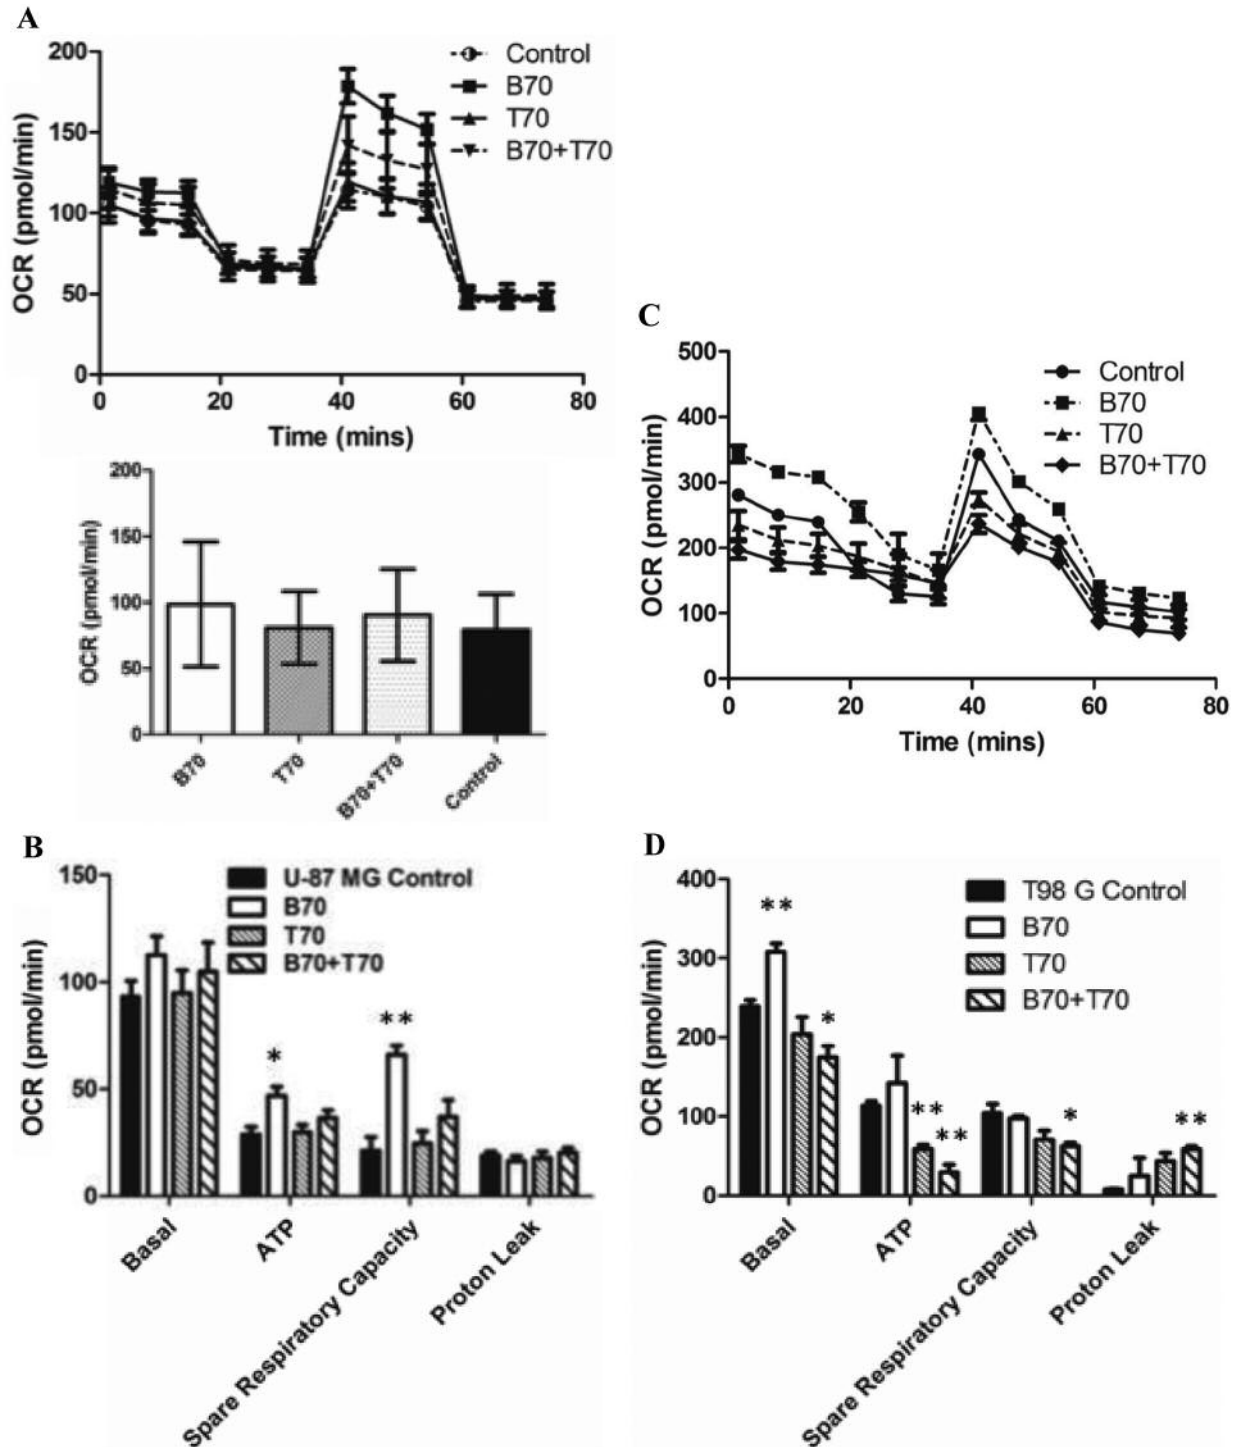 A
200
150
100
50
0
OCR (pmol/min)
0 20 40 60 80
Time (mins)
Control
B70
T70
B70+T70
200
150
100
50
0
OCR (pmol/min)
B70
T70
B70+T70
Control
C
500
400
300
200
100
0
OCR (pmol/min)
0 20 40 60 80
Time (mins)
Control
B70
T70
B70+T70
B
150
100
50
0
OCR (pmol/min)
U-87 MG Control
B70
T70
B70+T70
*
**
Basal
ATP
Spare Respiratory Capacity
Proton Leak
D
400
300
200
100
0
OCR (pmol/min)
T98 G Control
B70
T70
B70+T70
**
*
**
**
*
**
Basal
ATP
Spare Respiratory Capacity
Proton Leak